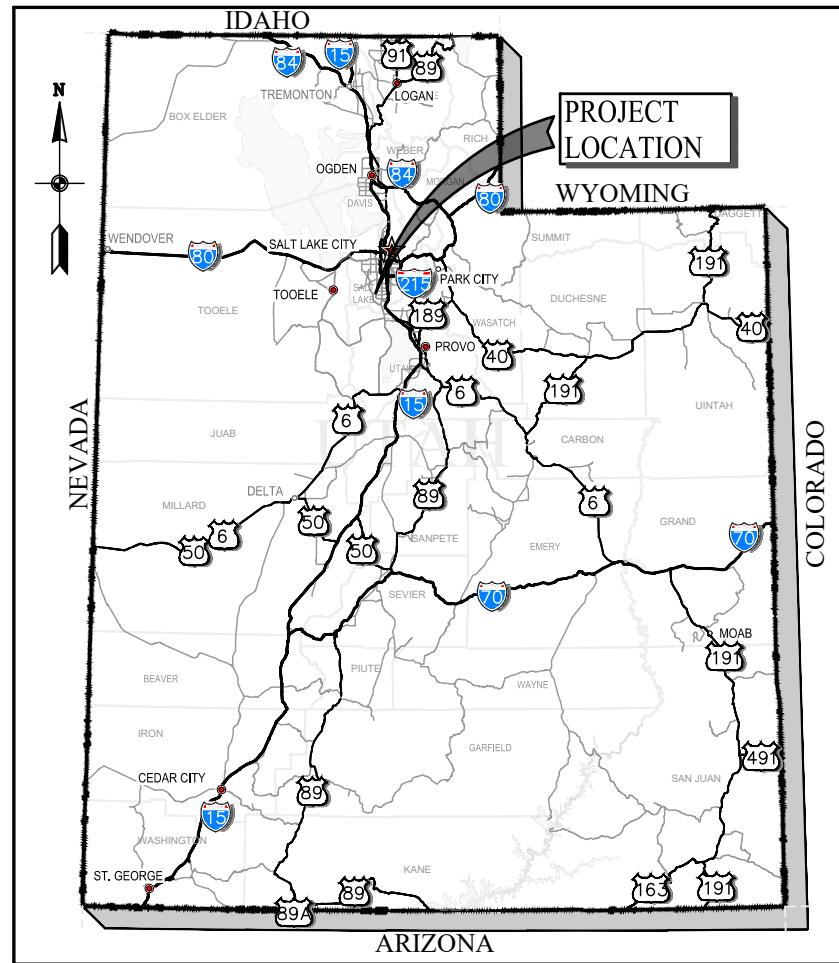 IDAHO
84
15
91
89
TREMONTON
LOGAN
N
BOX ELDER
PROJECT
LOCATION
RICH
WEBER
OGDEN
84
MORGAN
80
DAVIS
WYOMING
DAGGETT
WENDOVER
80
SALT LAKE CITY
SUMMIT
191
215
PARK CITY
TOOELE
SALT
LAKE
DUCHESNE
TOOELE
189
WASATCH
40
PROVO
40
UTAH
191
6
15
6
UINTAH
NEVADA
JUAB
UTAH
CARBON
COLORADO
DELTA
89
MILLARD
6
50
6
50
50
SANPETE
EMERY
GRAND
70
SEVIER
70
MOAB
191
BEAVER
PIUTE
WAYNE
IRON
GARFIELD
491
CEDAR CITY
89
SAN JUAN
15
WASHINGTON
ST. GEORGE
KANE
89
163
191
89A
ARIZONA